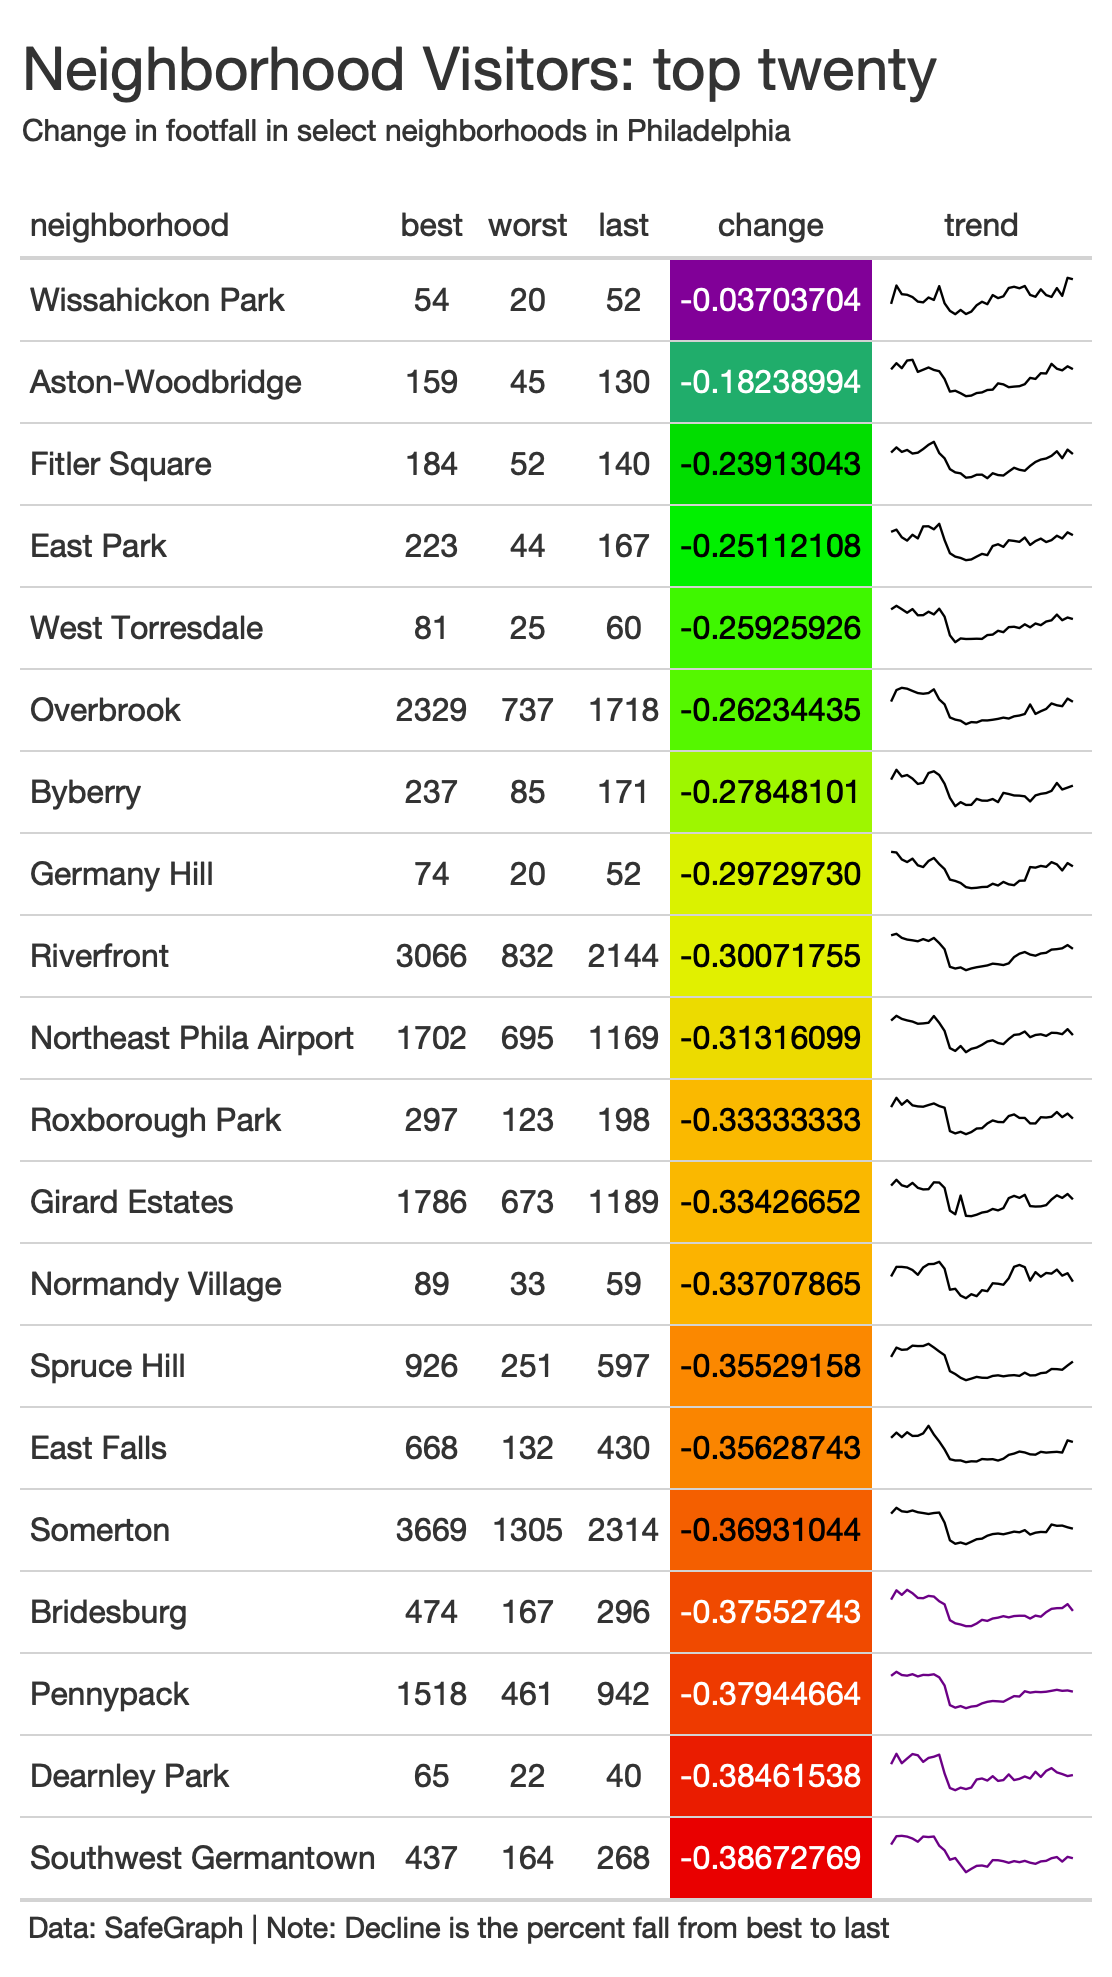 Neighborhood Visitors: top twenty
Change in footfall in select neighborhoods in Philadelphia
neighborhood best worst last change trend
Wissahickon Park 54 20 52 -0.03703704
Aston-Woodbridge 159 45 130 -0.18238994
Fitler Square 184 52 140 -0.23913043
East Park 223 44 167 -0.25112108
West Torresdale 81 25 60 -0.25925926
Overbrook 2329 737 1718 -0.26234435
Byberry 237 85 171 -0.27848101
Germany Hill 74 20 52 -0.29729730
Riverfront 3066 832 2144 -0.30071755
Northeast Phila Airport 1702 695 1169 -0.31316099
Roxborough Park 297 123 198 -0.33333333
Girard Estates 1786 673 1189 -0.33426652
Normandy Village 89 33 59 -0.33707865
Spruce Hill 926 251 597 -0.35529158
East Falls 668 132 430 -0.35628743
Somerton 3669 1305 2314 -0.36931044
Bridesburg 474 167 296 -0.37552743
Pennypack 1518 461 942 -0.37944664
Dearnley Park 65 22 40 -0.38461538
Southwest Germantown 437 164 268 -0.38672769
Data: SafeGraph | Note: Decline is the percent fall from best to last